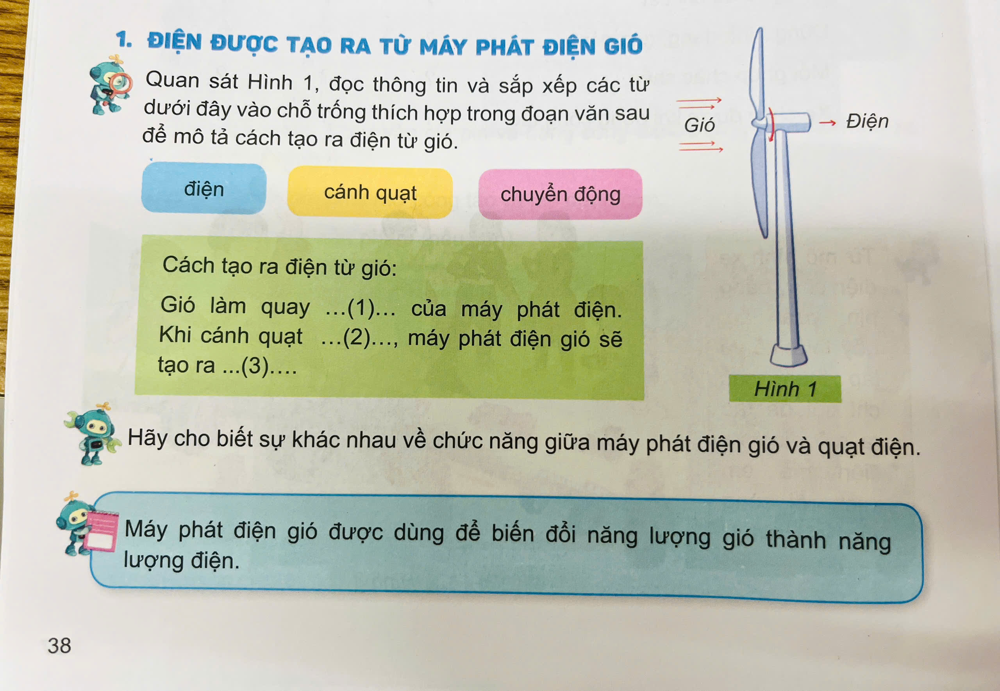 1. ĐIỆN ĐƯỢC TẠO RA TỪ MÁY PHÁT ĐIỆN GIÓ
Quan sát Hình 1, đọc thông tin và sắp xếp các từ
dưới đây vào chỗ trống thích hợp trong đoạn văn sau
để mô tả cách tạo ra điện từ gió.
Gió
Điện
điện
cánh quạt
chuyển động
Cách tạo ra điện từ gió:
Gió làm quay ...(1)... của máy phát điện.
Khi cánh quạt ...(2)..., máy phát điện gió sẽ
tạo ra ...(3)....
Hình 1
Hãy cho biết sự khác nhau về chức năng giữa máy phát điện gió và quạt điện.
Máy phát điện gió được dùng để biến đổi năng lượng gió thành năng
lượng điện.
38